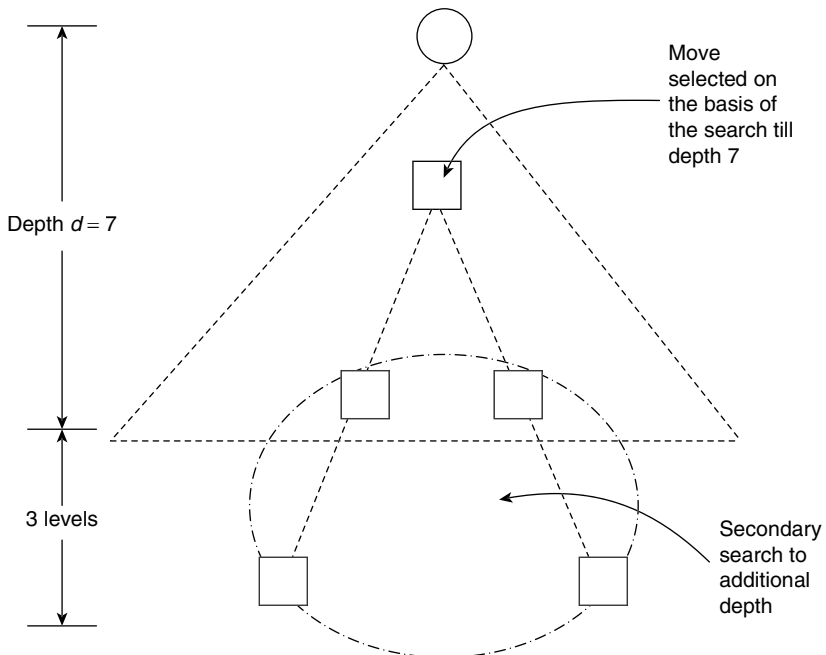 Move
selected on
the basis of
the search till
depth 7
Depth d = 7
3 levels
Secondary
search to
additional
depth